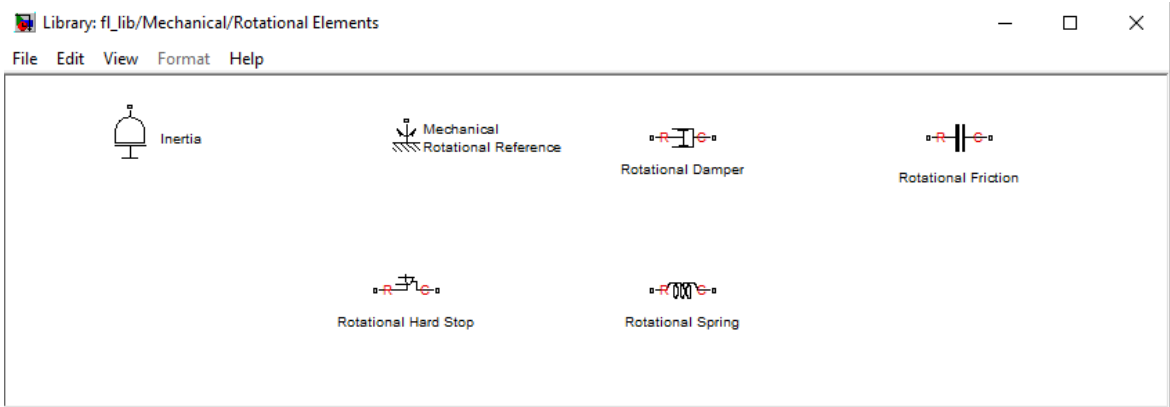 Library: fl_lib/Mechanical/Rotational Elements
File Edit View Format Help
Inertia
Mechanical
Rotational Reference
R C
Rotational Damper
R C
Rotational Friction
R C
Rotational Hard Stop
R C
Rotational Spring